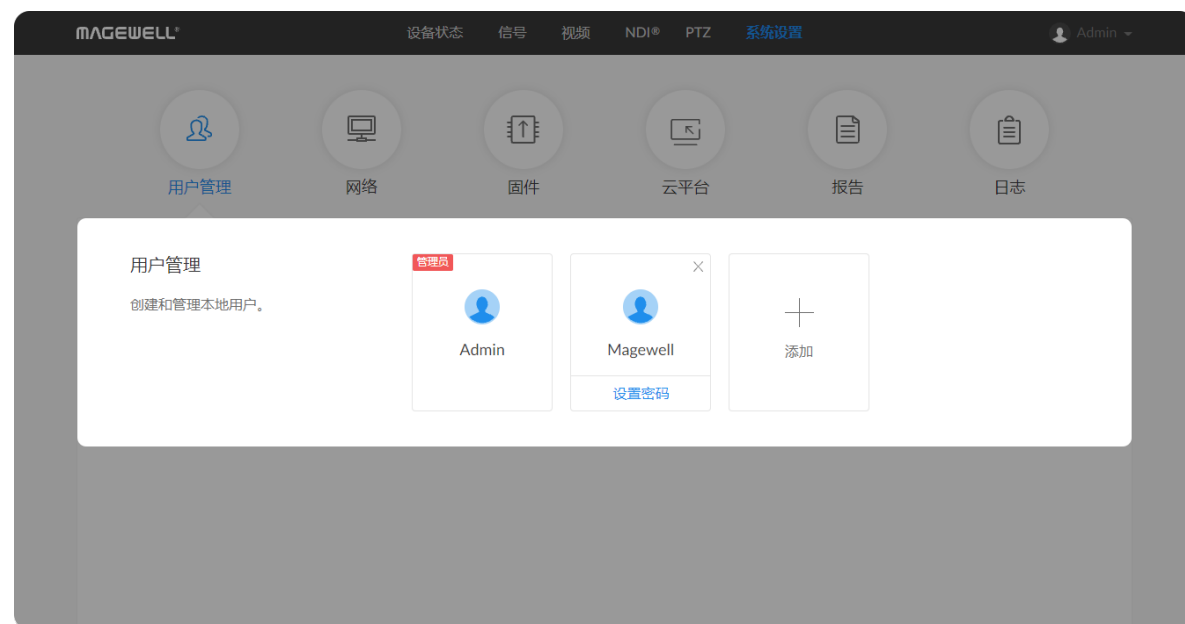 MAGEWELL®
设备状态 信号 视频 NDI® PTZ 系统设置 Admin
用户管理 网络 固件 云平台 报告 日志
用户管理
创建和管理本地用户。
管理员
Admin
Magewell
设置密码
添加